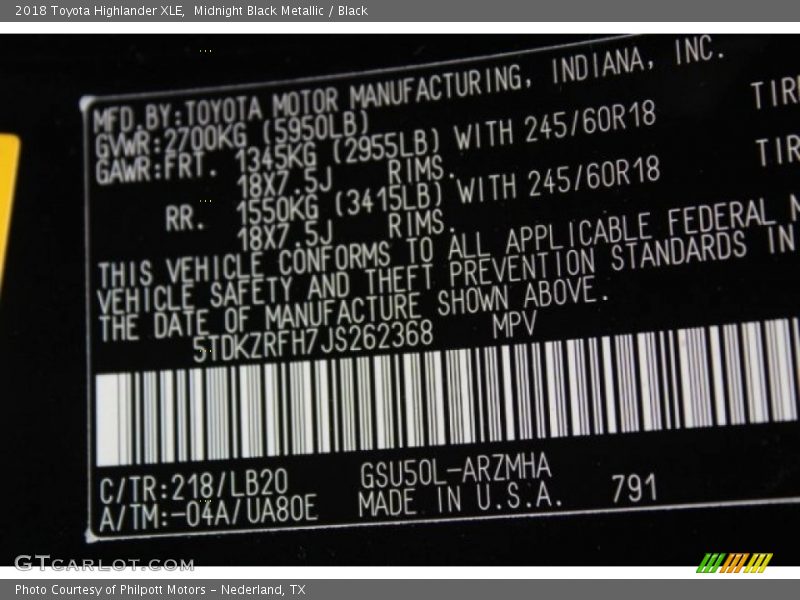 2018 Toyota Highlander XLE,  Midnight Black Metallic / Black
MFD.BY:TOYOTA MOTOR MANUFACTURING, INDIANA, INC.
GVWR:2700KG (5950LB)
GAWR:FRT. 1345KG (2955LB) WITH 245/60R18
18X7.5J RIMS.
RR. 1550KG (3415LB) WITH 245/60R18
18X7.5J RIMS.
THIS VEHICLE CONFORMS TO ALL APPLICABLE FEDERAL
VEHICLE SAFETY AND THEFT PREVENTION STANDARDS IN
THE DATE OF MANUFACTURE SHOWN ABOVE.
5TDKZRFH7JS262368 MPV
C/TR:218/LB20 GSU50L-ARZMHA
A/TM:-04A/UA80E MADE IN U.S.A. 791
GTCARLOT.COM
Photo Courtesy of Philpott Motors - Nederland, TX